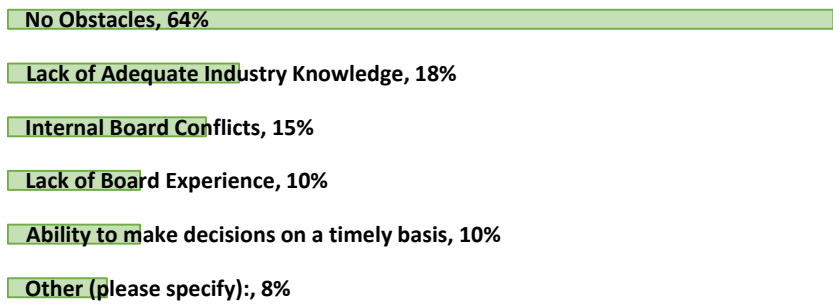 No Obstacles, 64%
Lack of Adequate Industry Knowledge, 18%
Internal Board Conflicts, 15%
Lack of Board Experience, 10%
Ability to make decisions on a timely basis, 10%
Other (please specify):, 8%